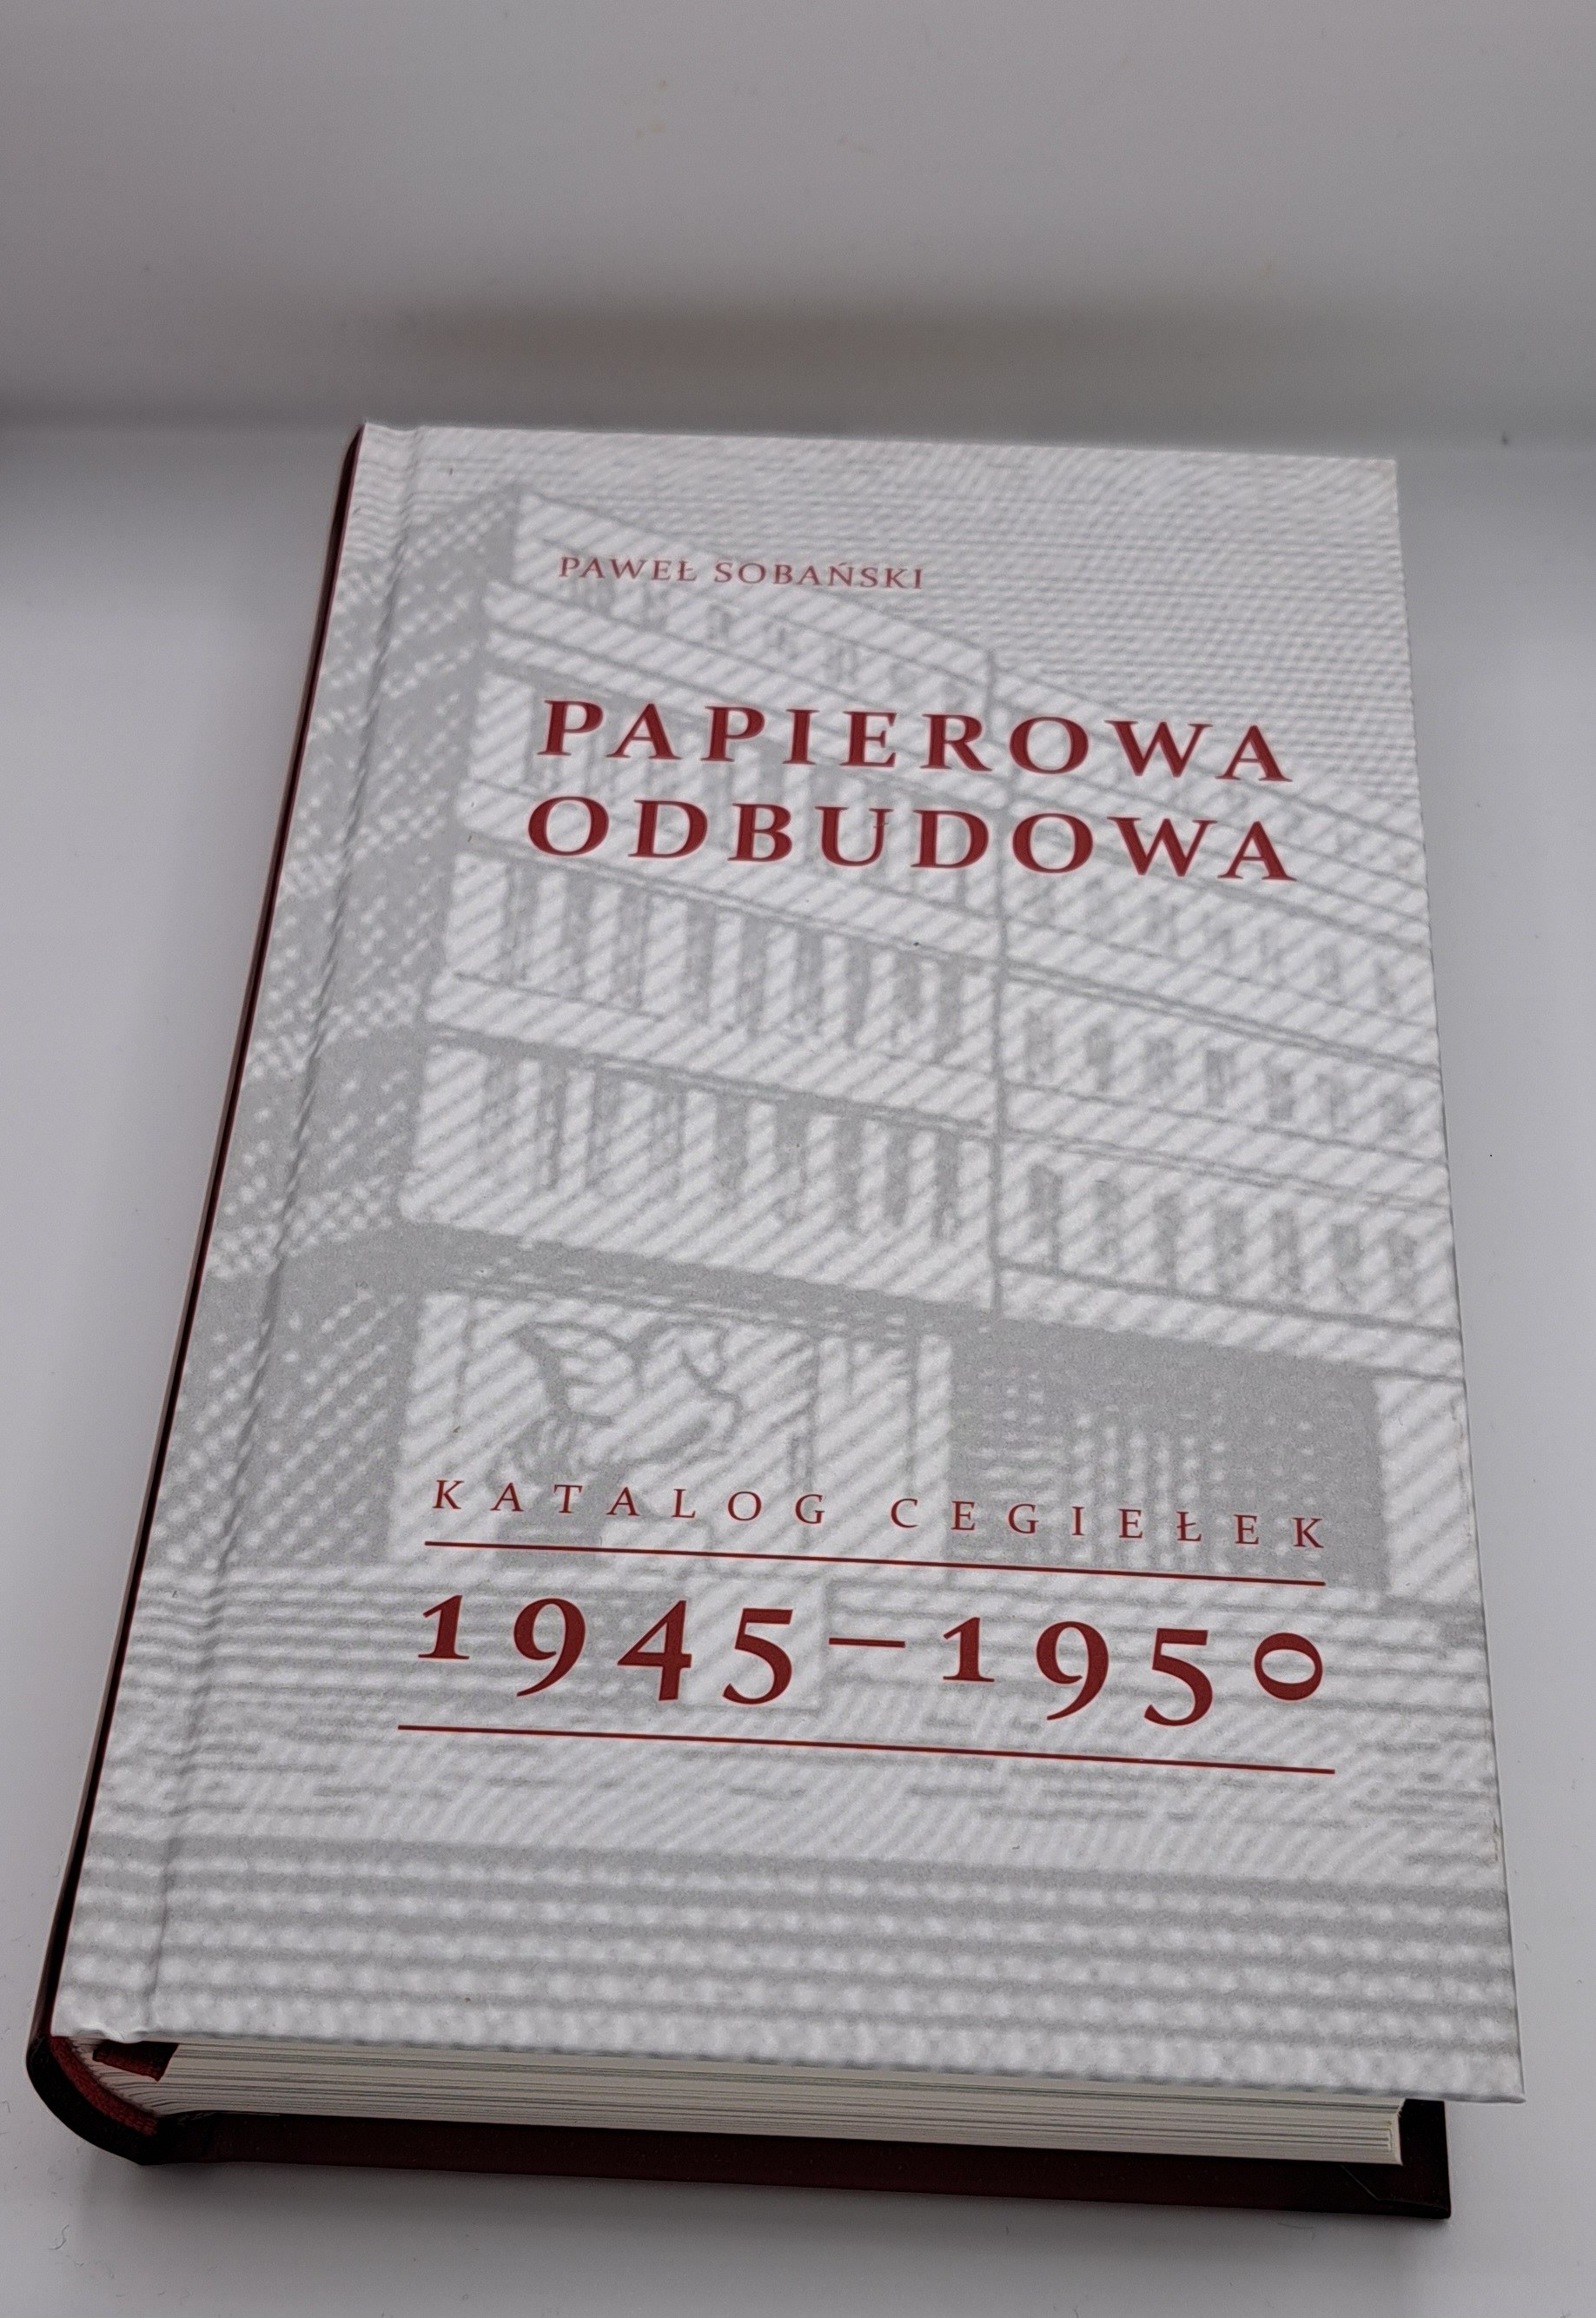 PAWEŁ SOBAŃSKI
PAPIEROWA
ODBUDOWA
KATALOG CEGIEŁEK
1945–1950